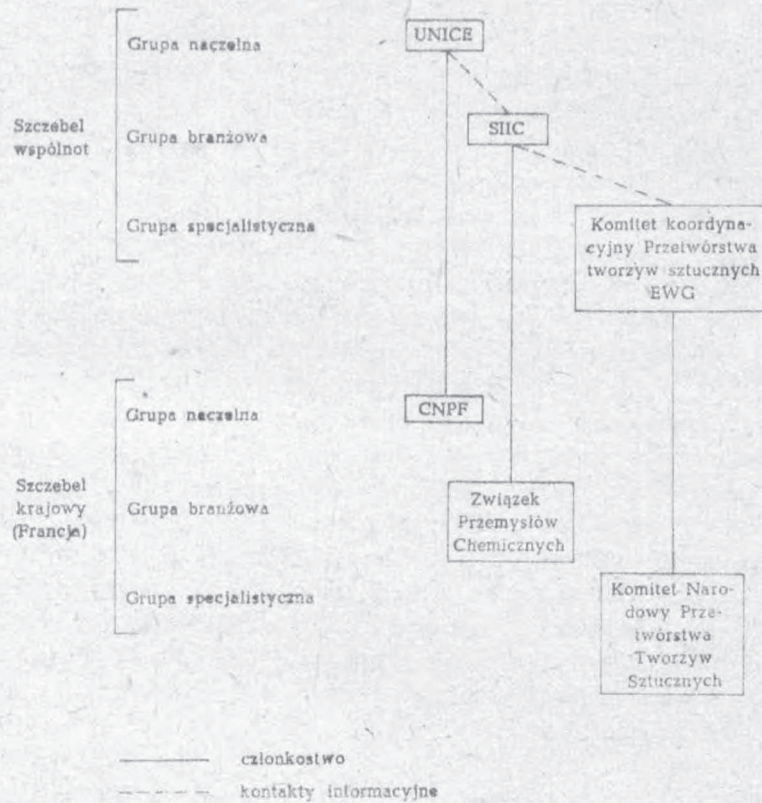 UNICE
Grupa naczelna
SIIC
Szczebel
wspólnot
Grupa branżowa
Grupa specjalistyczna
Komitet koordyna-
cyjny Przetwórstwa
tworzyw sztucznych
EWG
Grupa naczelna
CNPF
Szczebel
krajowy
(Francja)
Grupa branżowa
Związek
Przemysłów
Chemicznych
Grupa specjalistyczna
Komitet Naro-
dowy Prze-
twórstwa
Tworzyw
Sztucznych
członkostwo
kontakty informacyjne